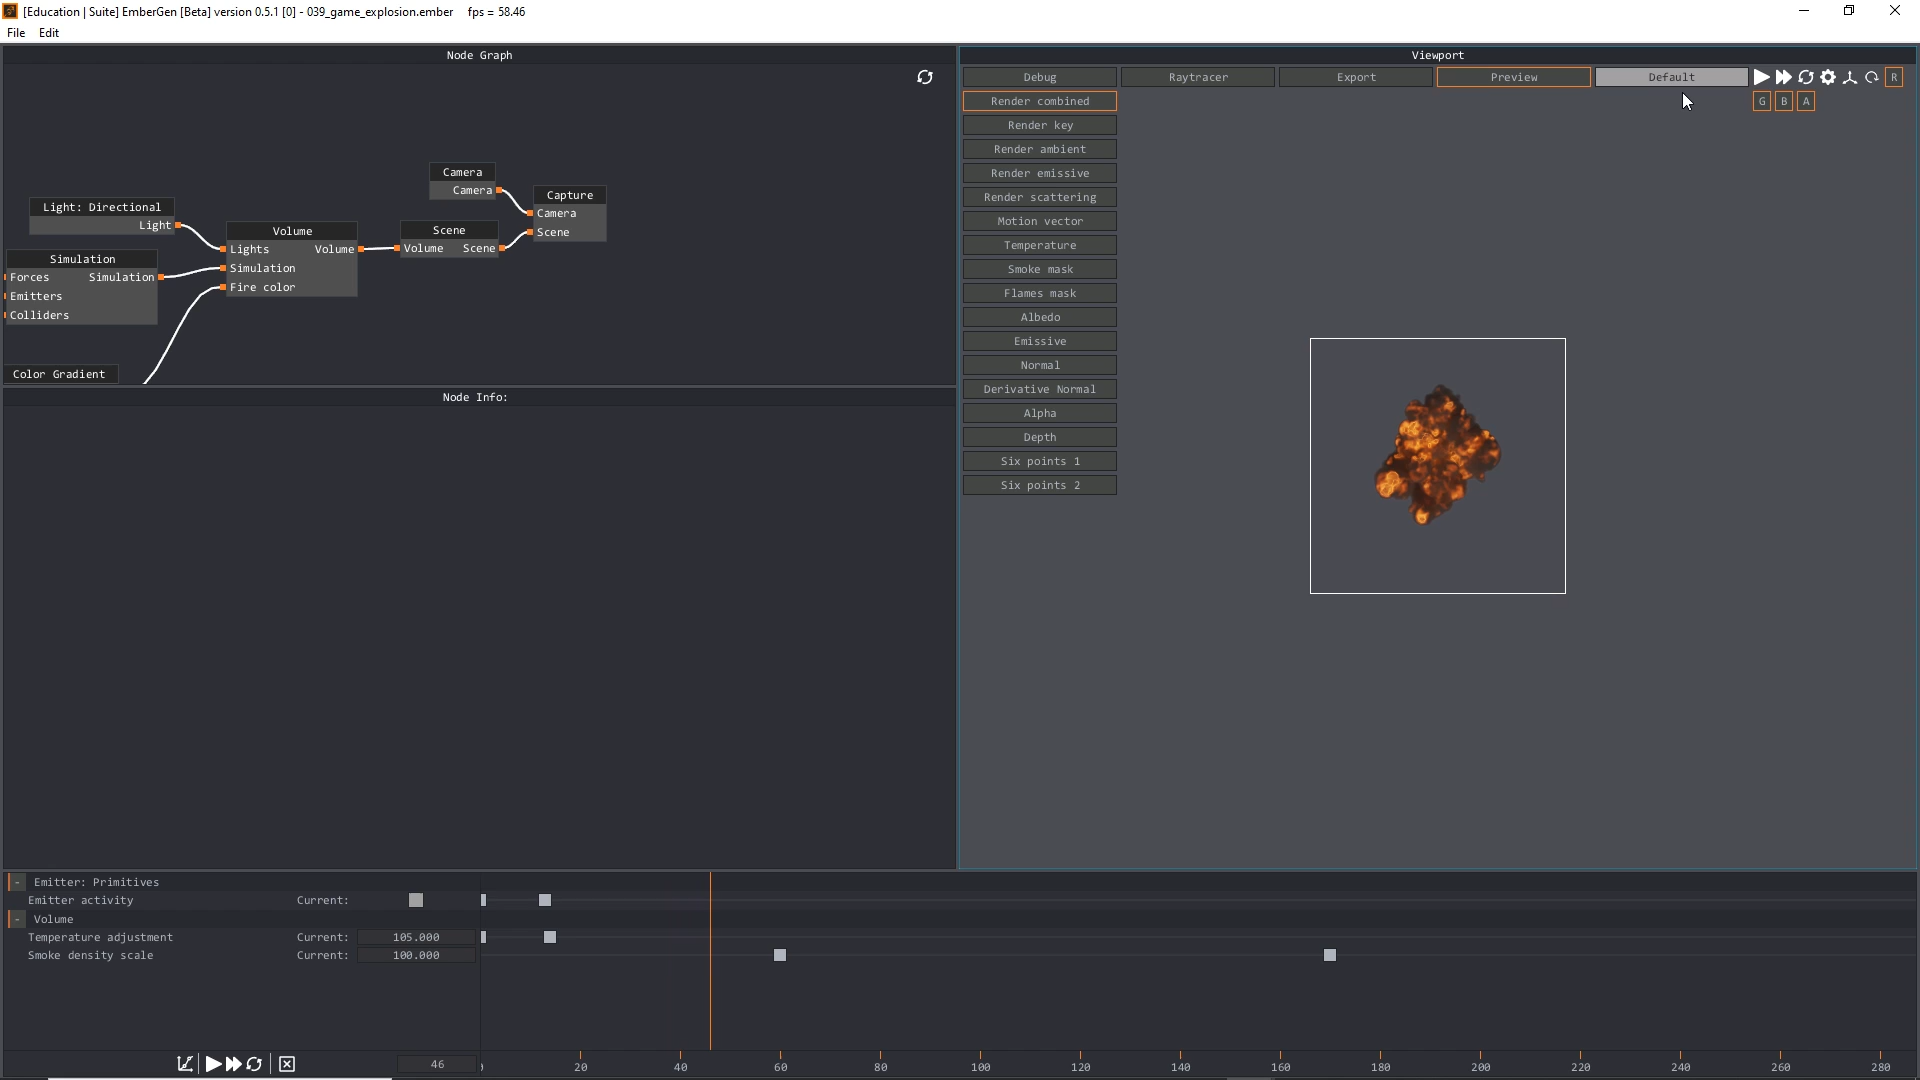 [Education | Suite] EmberGen [Beta] version 0.5.1 [0] - 039_game_explosion.ember fps = 58.46
File Edit
Node Graph
Light: Directional
Light
Simulation
Forces Simulation
Emitters
Colliders
Color Gradient
Volume
Lights Volume
Simulation
Fire color
Camera
Camera
Scene
Volume Scene
Capture
Camera
Scene
Node Info:
Viewport
Debug Raytracer Export Preview Default R
G B A
Render combined
Render key
Render ambient
Render emissive
Render scattering
Motion vector
Temperature
Smoke mask
Flames mask
Albedo
Emissive
Normal
Derivative Normal
Alpha
Depth
Six points 1
Six points 2
- Emitter: Primitives
Emitter activity Current:
- Volume
Temperature adjustment Current: 105.000
Smoke density scale Current: 100.000
46 20 40 60 80 100 120 140 160 180 200 220 240 260 280